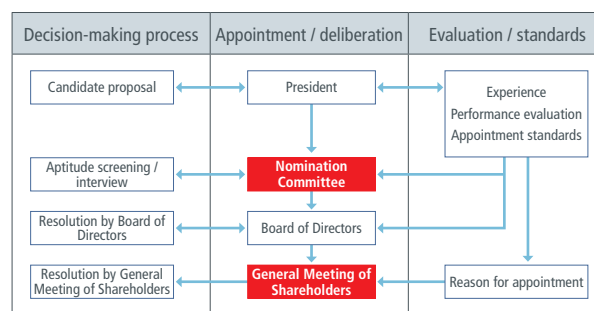 Decision-making process
Appointment / deliberation
Evaluation / standards
Candidate proposal
President
Experience
Performance evaluation
Appointment standards
Aptitude screening /
interview
Nomination
Committee
Resolution by Board of
Directors
Board of Directors
Resolution by General
Meeting of Shareholders
General Meeting of
Shareholders
Reason for appointment